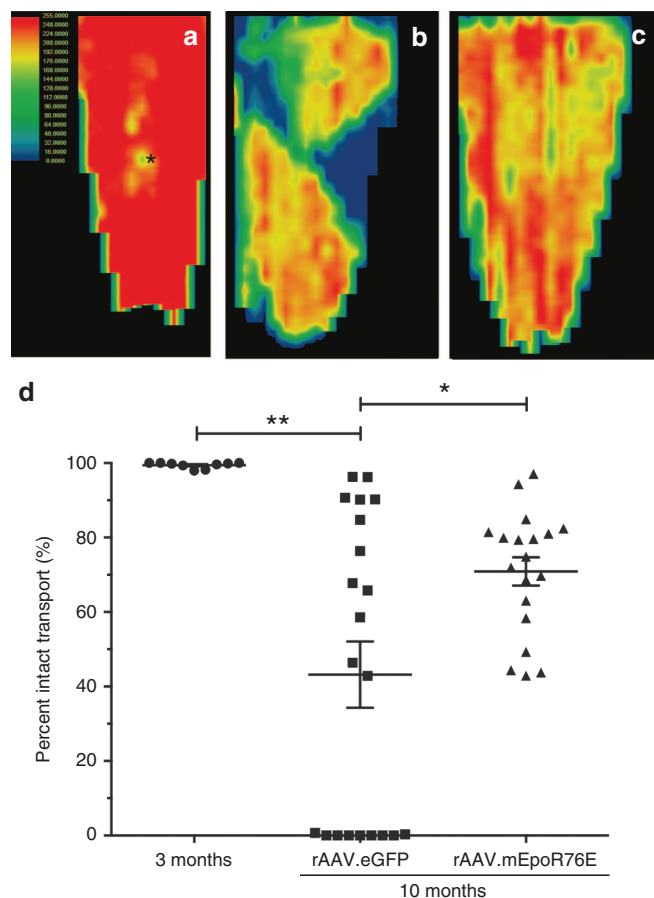 a
b
c
255.0000
240.0000
224.0000
208.0000
192.0000
176.0000
160.0000
144.0000
128.0000
112.0000
96.0000
80.0000
64.0000
48.0000
32.0000
16.0000
0.0000
*
d
*
**
100
80
60
40
20
0
Percent intact transport (%)
3 months
rAAV.eGFP
rAAV.mEpoR76E
10 months